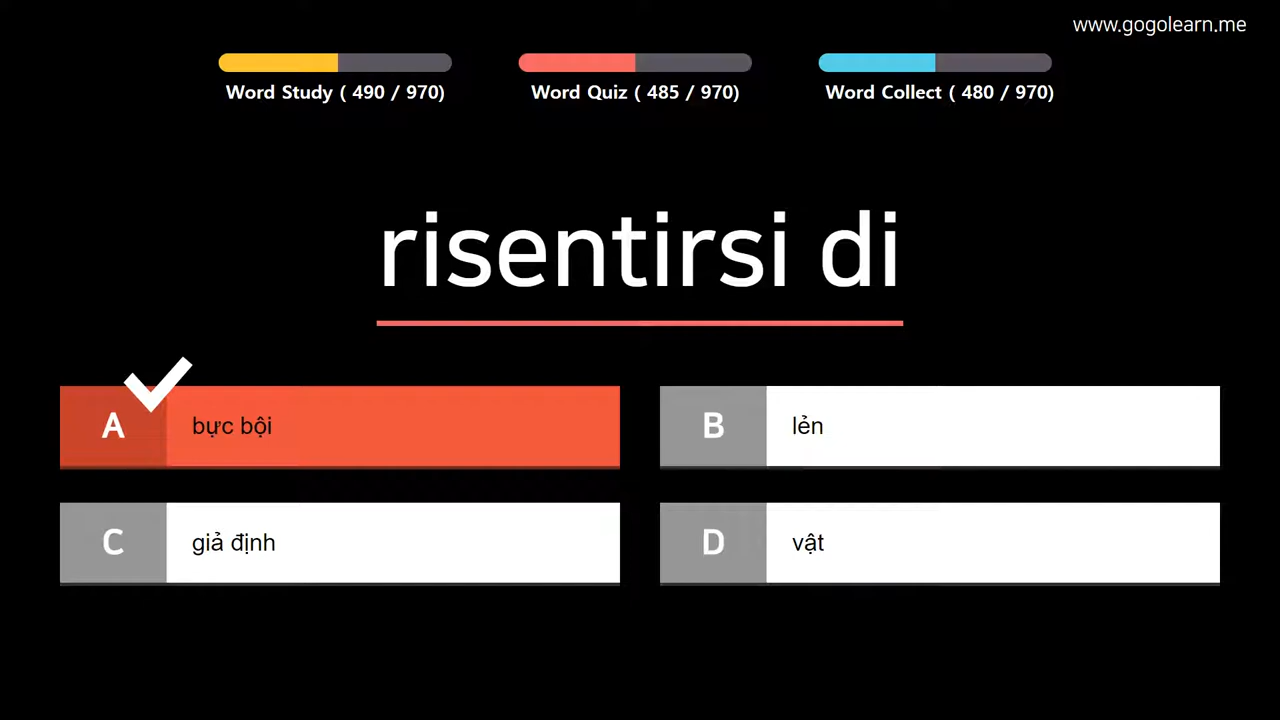 www.gogolearn.me
Word Study ( 490 / 970)
Word Quiz ( 485 / 970)
Word Collect ( 480 / 970)
risentirsi di
A bực bội
B lẻn
C giả định
D vật